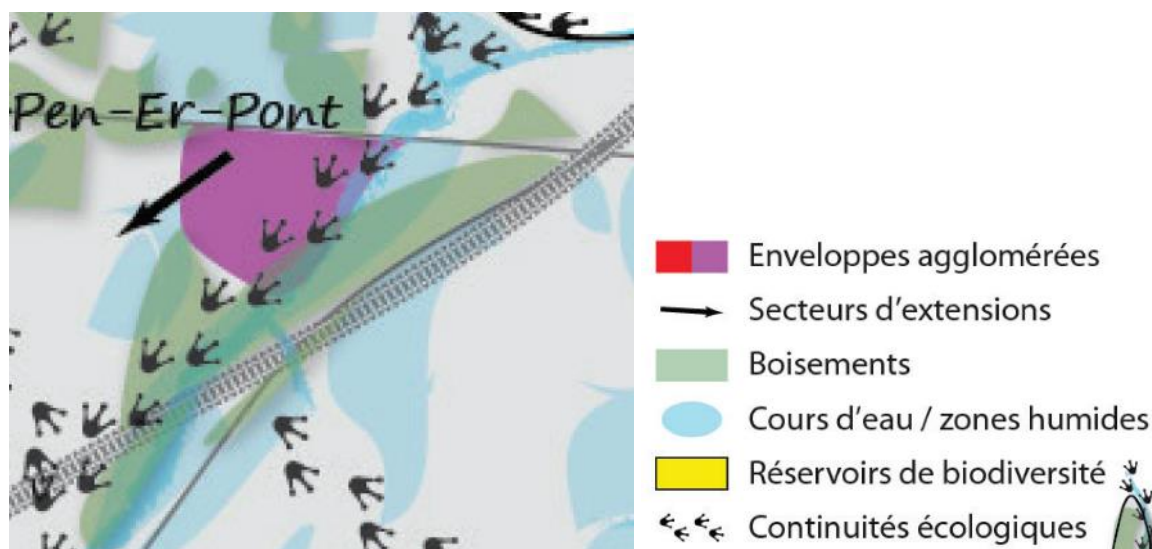 Pen-Er-Pont
Enveloppes agglomérées
Secteurs d'extensions
Boisements
Cours d'eau / zones humides
Réservoirs de biodiversité
Continuités écologiques